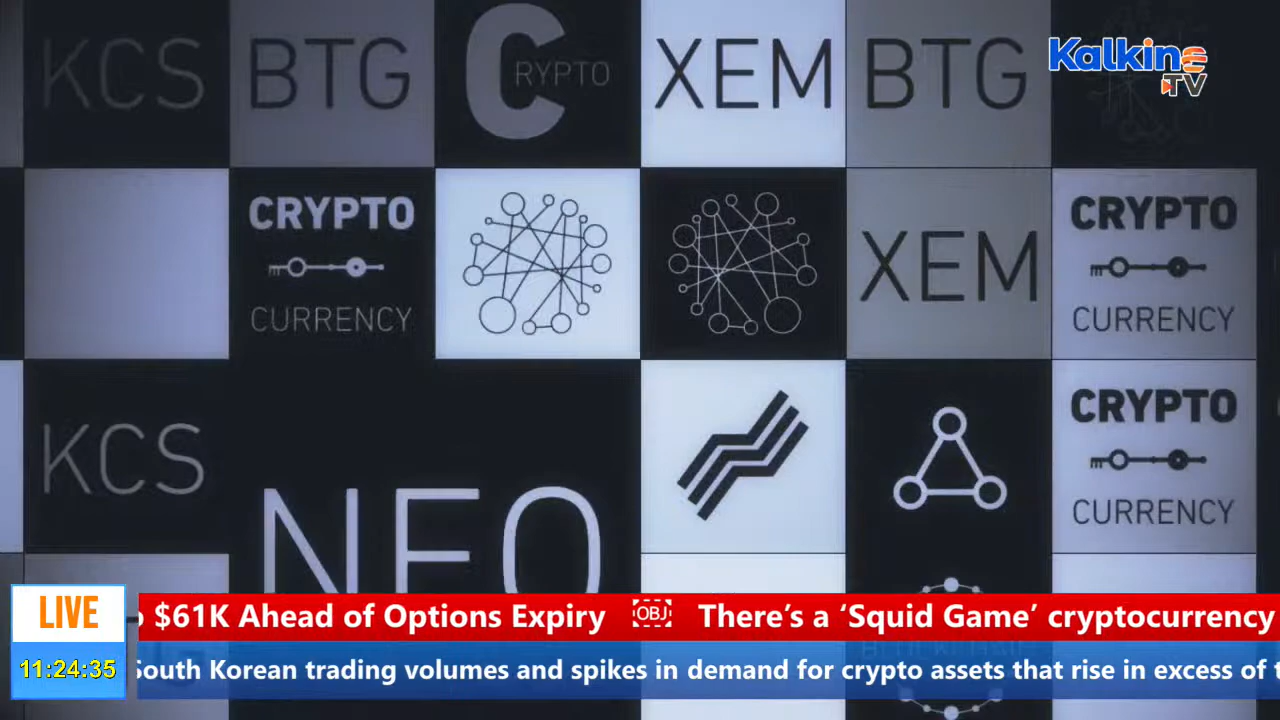 KCS
BTG
CRYPTO
XEM
BTG
Kalkine
TV
CRYPTO
CURRENCY
XEM
CRYPTO
CURRENCY
KCS
NEO
CRYPTO
CURRENCY
LIVE
$61K Ahead of Options Expiry OBJ There’s a ‘Squid Game’ cryptocurrency
11:24:35
South Korean trading volumes and spikes in demand for crypto assets that rise in excess of